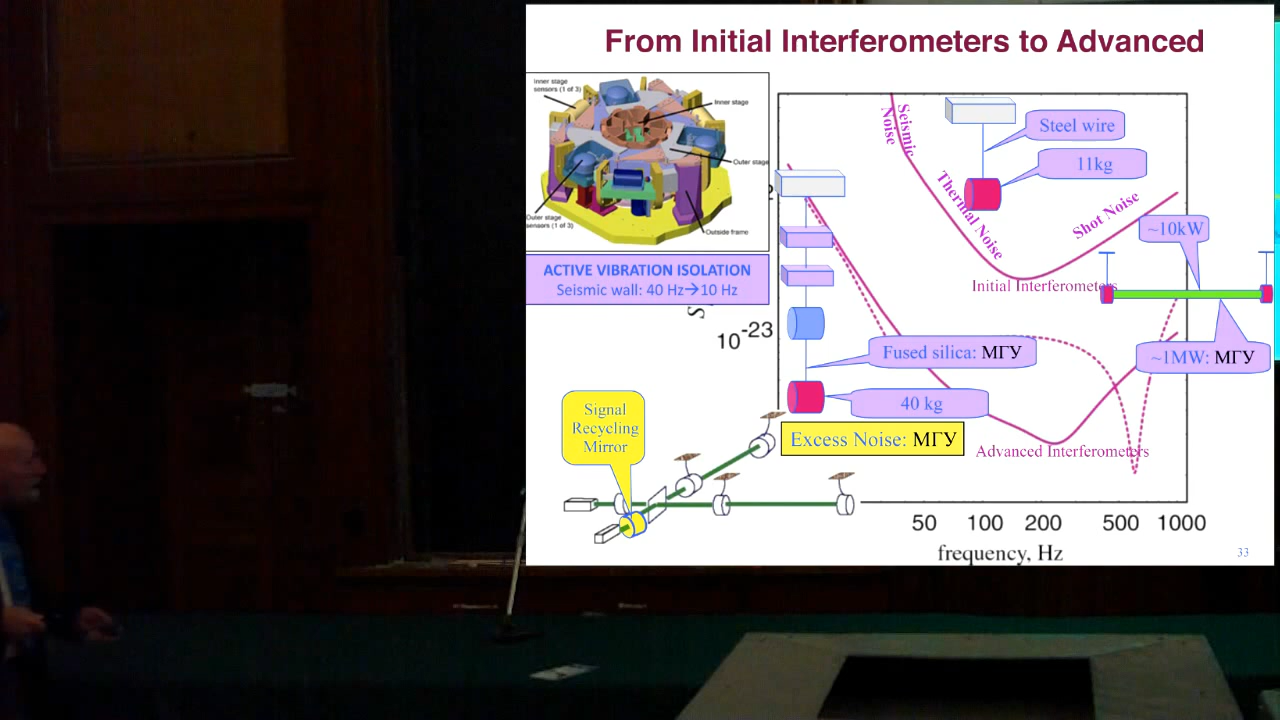 From Initial Interferometers to Advanced
Inner stage
sensors (1 of 3)
Inner stage
Outer stage
Outer stage
sensors (1 of 3)
Outside frame
ACTIVE VIBRATION ISOLATION
Seismic wall: 40 Hz→10 Hz
Seismic
Noise
Thermal Noise
Shot Noise
Steel wire
11kg
~10kW
Initial Interferometers
10-23
Fused silica: МГУ
~1MW: МГУ
40 kg
Signal
Recycling
Mirror
Excess Noise: МГУ
Advanced Interferometers
50 100 200 500 1000
frequency, Hz
33